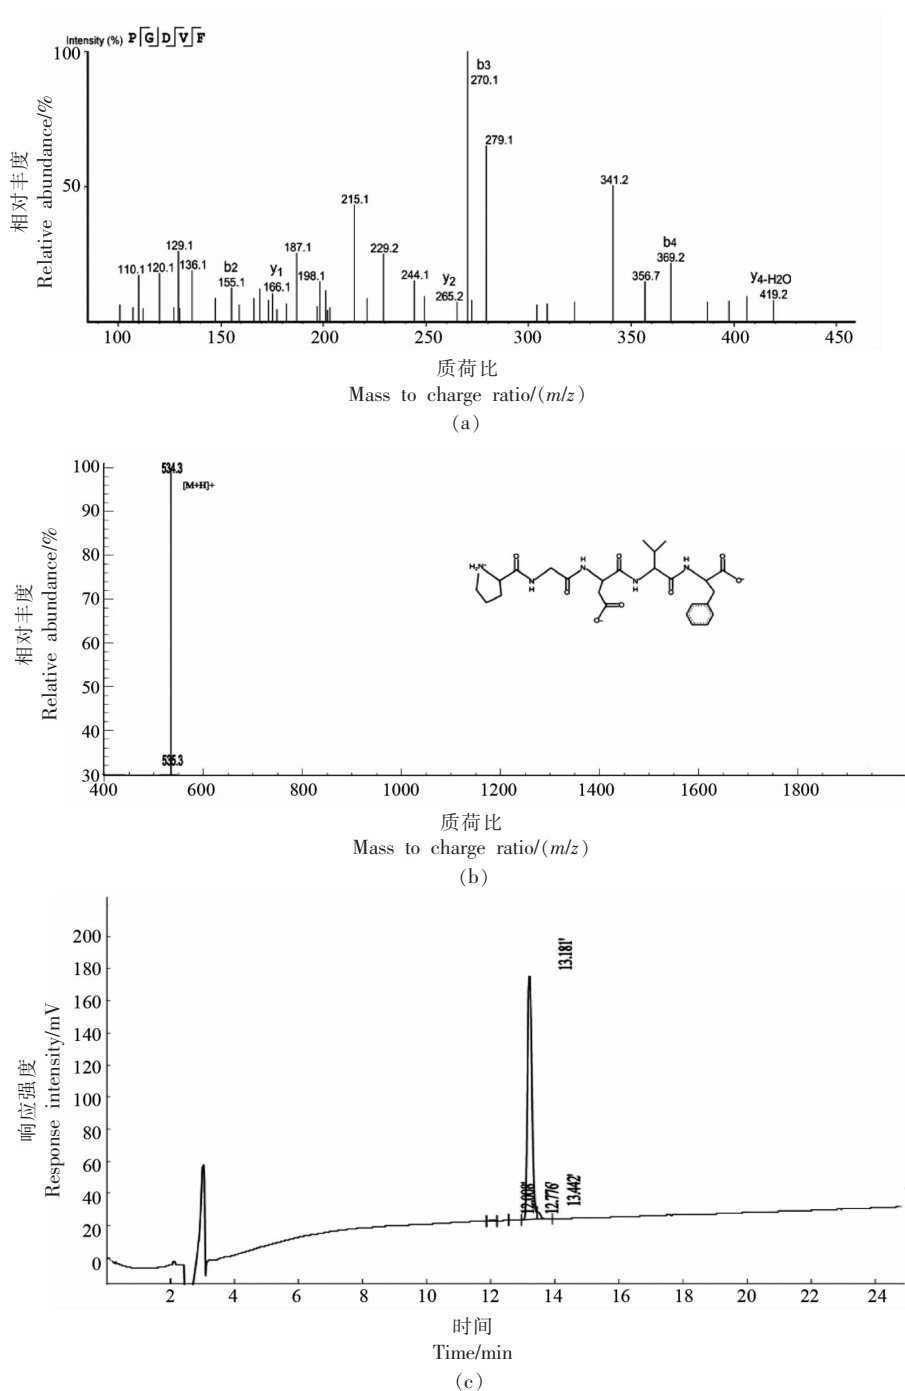 Intensity (%) P G D V F
100
50
相对丰度
Relative abundance/%
110.1
120.1
129.1
136.1
b2
155.1
y1
166.1
187.1
198.1
215.1
229.2
244.1
y2
265.2
b3
270.1
279.1
341.2
356.7
b4
369.2
y4-H2O
419.2
100 150 200 250 300 350 400 450
质荷比
Mass to charge ratio/(m/z)
(a)
100
90
80
70
60
50
40
30
相对丰度
Relative abundance/%
534.3
[M+H]+
535.3
H2N+
O
N
H
O
H
N
O
O
O-
N
H
O
H
N
O
O-
400 600 800 1000 1200 1400 1600 1800
质荷比
Mass to charge ratio/(m/z)
(b)
200
180
160
140
120
100
80
60
40
20
0
响应强度
Response intensity/mV
12.008'
12.776'
13.181'
13.442'
2 4 6 8 10 12 14 16 18 20 22 24
时间
Time/min
(c)